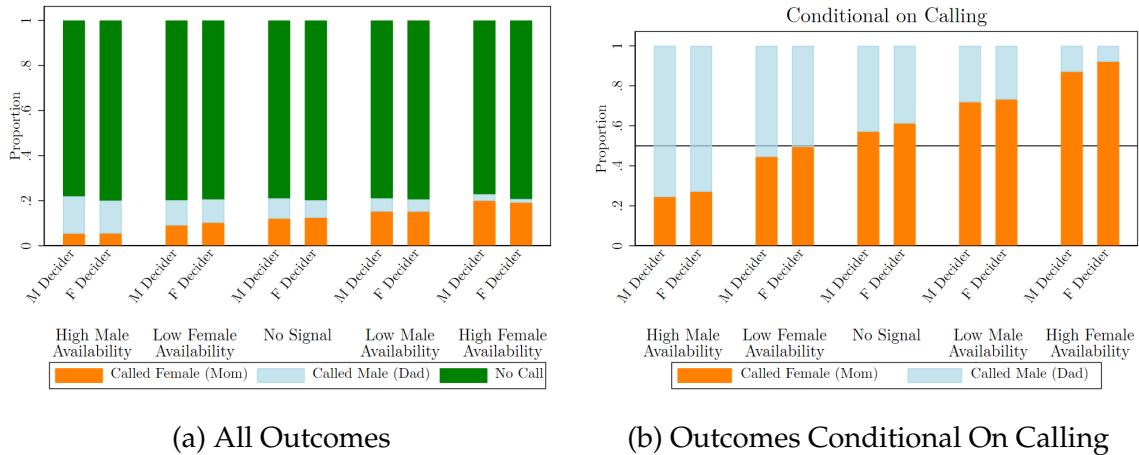 1
.8
.6
.4
.2
0
Proportion
M Decider
F Decider
M Decider
F Decider
M Decider
F Decider
M Decider
F Decider
M Decider
F Decider
High Male
Availability
Low Female
Availability
No Signal
Low Male
Availability
High Female
Availability
Called Female (Mom)
Called Male (Dad)
No Call
(a) All Outcomes
Conditional on Calling
1
.8
.6
.4
.2
0
Proportion
M Decider
F Decider
M Decider
F Decider
M Decider
F Decider
M Decider
F Decider
M Decider
F Decider
High Male
Availability
Low Female
Availability
No Signal
Low Male
Availability
High Female
Availability
Called Female (Mom)
Called Male (Dad)
(b) Outcomes Conditional On Calling